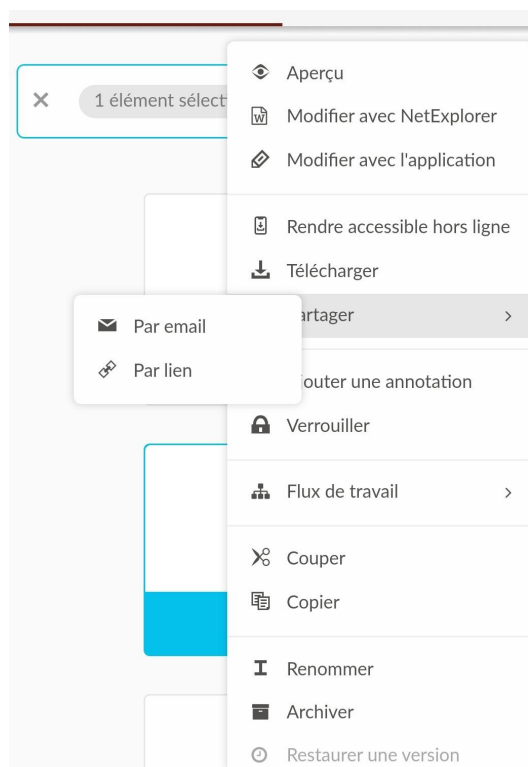 1 élément sélect
Aperçu
Modifier avec NetExplorer
Modifier avec l'application
Rendre accessible hors ligne
Télécharger
artager
Par email
Par lien
outer une annotation
Verrouiller
Flux de travail
Couper
Copier
Renommer
Archiver
Restaurer une version